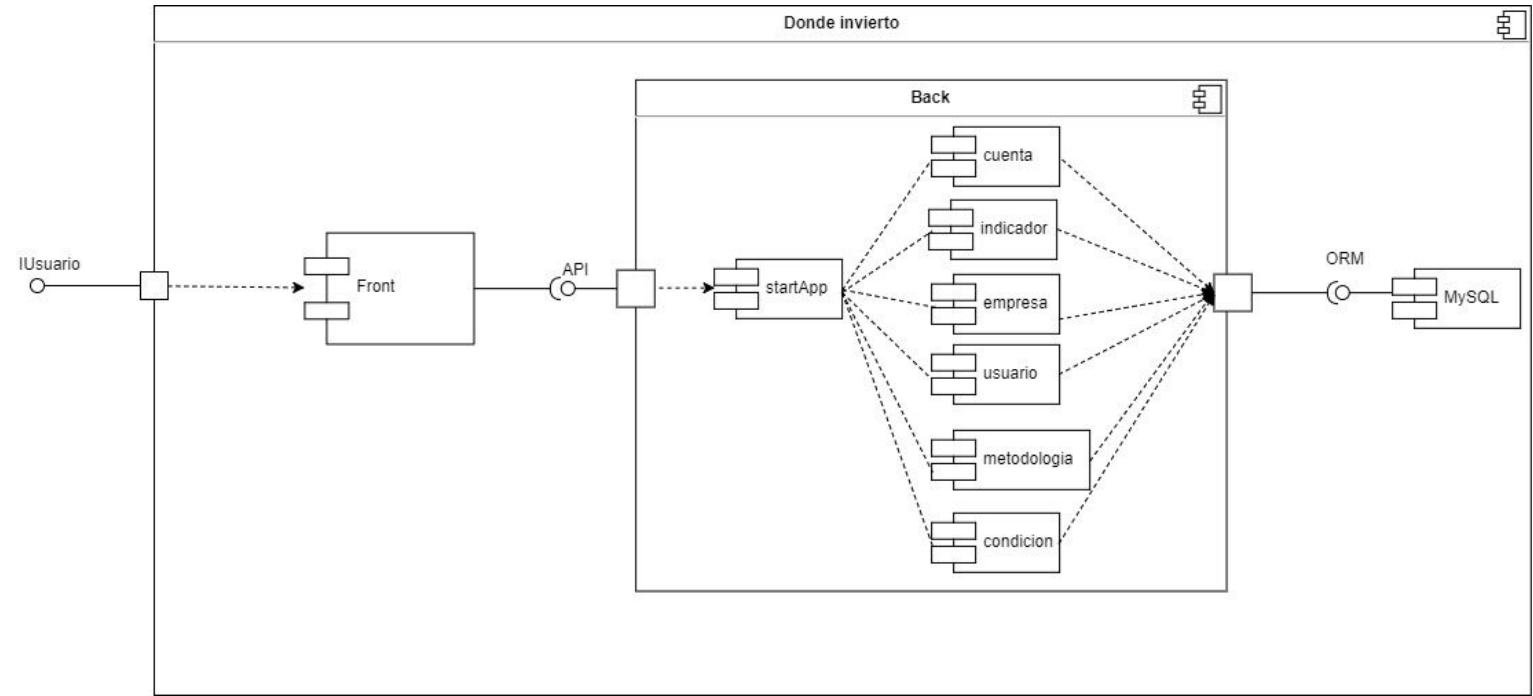 Donde invierto
Back
cuenta
indicador
IUsuario
API
ORM
Front
startApp
empresa
MySQL
usuario
metodologia
condicion